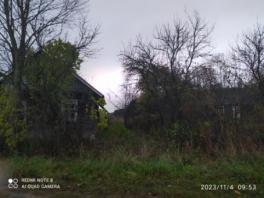 REDMI NOTE 8
AI QUAD CAMERA
2023/11/4 09:53